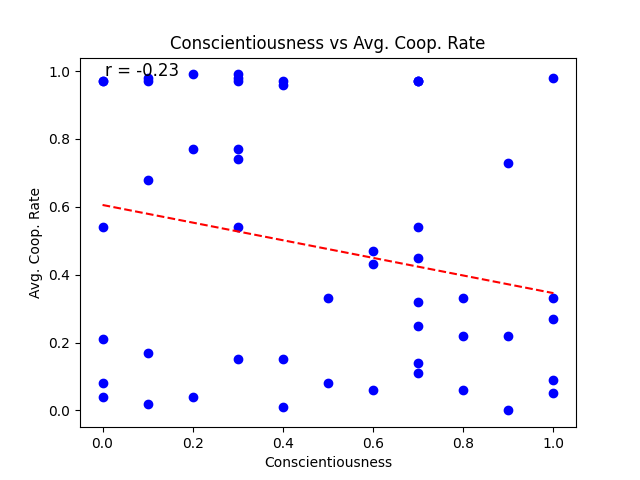 Conscientiousness vs Avg. Coop. Rate
r = -0.23
1.0
0.8
0.6
0.4
0.2
0.0
Avg. Coop. Rate
0.0 0.2 0.4 0.6 0.8 1.0
Conscientiousness